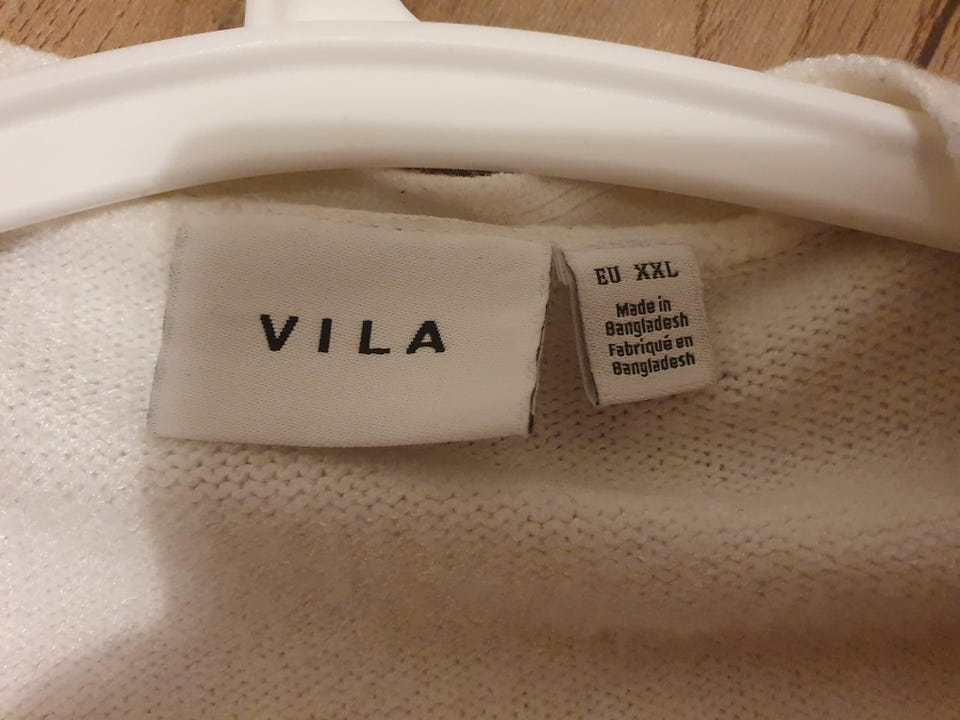 VILA
EU XXL
Made in
Bangladesh
Fabriqué en
Bangladesh